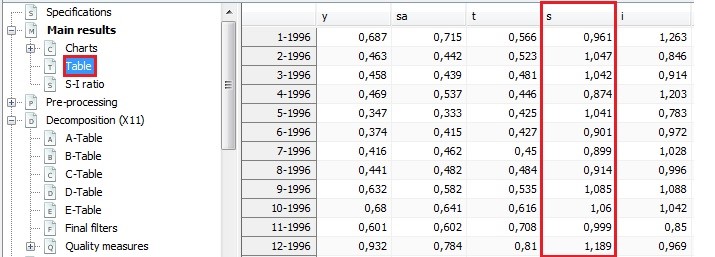 S Specifications
M Main results
C Charts
T Table
S S-I ratio
P Pre-processing
D Decomposition (X11)
A A-Table
B B-Table
C C-Table
D D-Table
E E-Table
F Final filters
Q Quality measures
y sa t s i
1-1996 0,687 0,715 0,566 0,961 1,263
2-1996 0,463 0,442 0,523 1,047 0,846
3-1996 0,458 0,439 0,481 1,042 0,914
4-1996 0,469 0,537 0,446 0,874 1,203
5-1996 0,347 0,333 0,425 1,041 0,783
6-1996 0,374 0,415 0,427 0,901 0,972
7-1996 0,416 0,462 0,45 0,899 1,028
8-1996 0,441 0,482 0,484 0,914 0,996
9-1996 0,632 0,582 0,535 1,085 1,088
10-1996 0,68 0,641 0,616 1,06 1,042
11-1996 0,601 0,602 0,708 0,999 0,85
12-1996 0,932 0,784 0,81 1,189 0,969